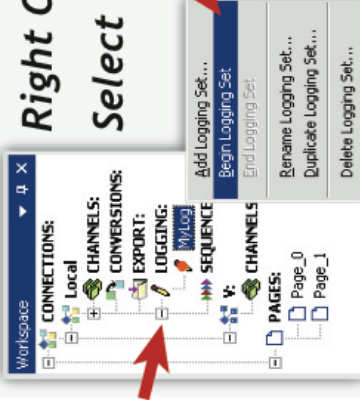 Right C
Select
Workspace
CONNECTIONS:
Local
CHANNELS:
CONVERSIONS:
EXPORT:
LOGGING:
MyLog
SEQUENCE
V:
CHANNELS
PAGES:
Page_0
Page_1
Add Logging Set...
Begin Logging Set
End Logging Set
Rename Logging Set...
Duplicate Logging Set...
Delete Logging Set...